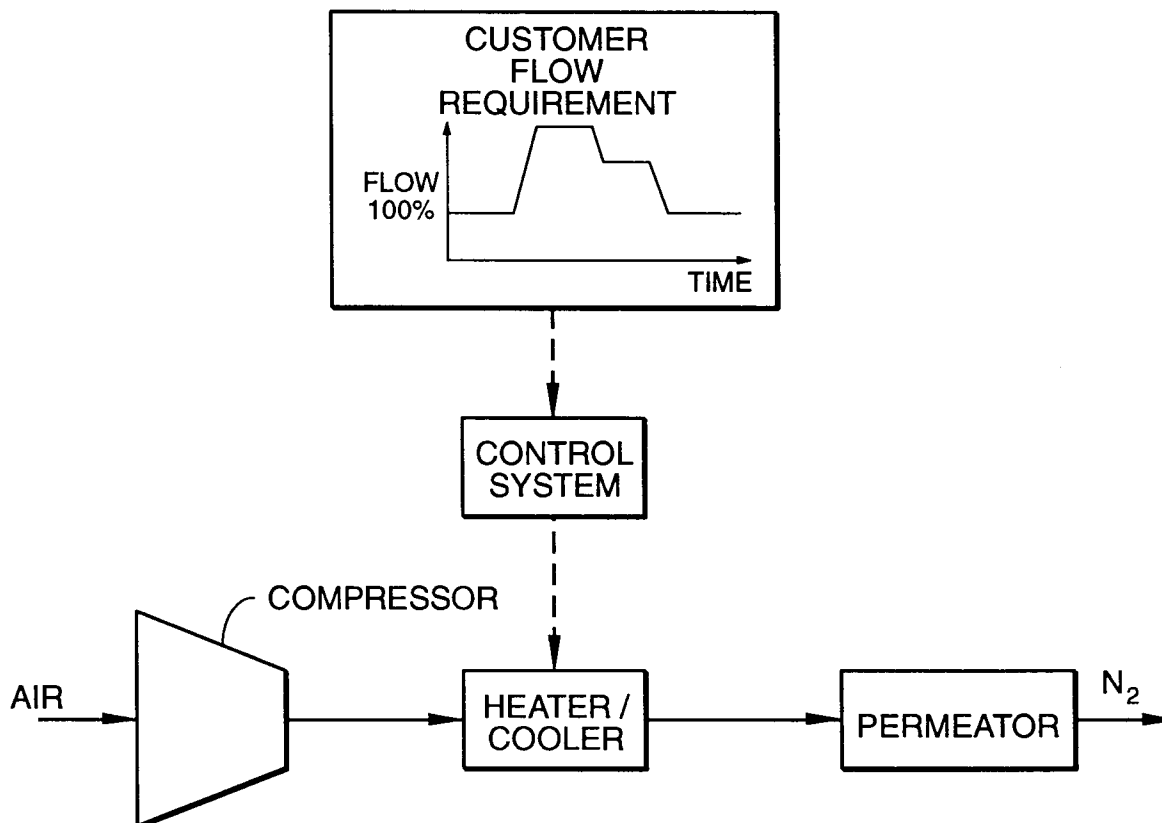 CUSTOMER
FLOW
REQUIREMENT
FLOW
100%
TIME
CONTROL
SYSTEM
COMPRESSOR
AIR
HEATER /
COOLER
PERMEATOR
N₂